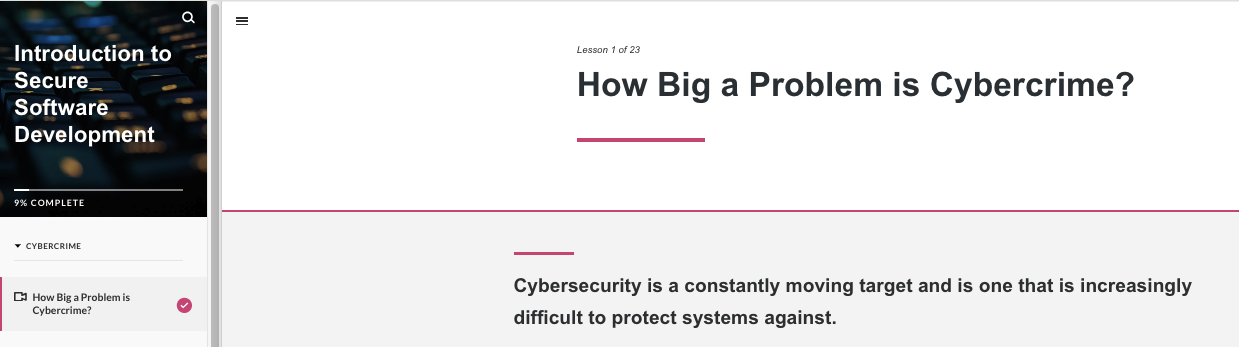 Introduction to
Secure
Software
Development
9% COMPLETE
CYBERCRIME
How Big a Problem is
Cybercrime?
Lesson 1 of 23
How Big a Problem is Cybercrime?
Cybersecurity is a constantly moving target and is one that is increasingly
difficult to protect systems against.